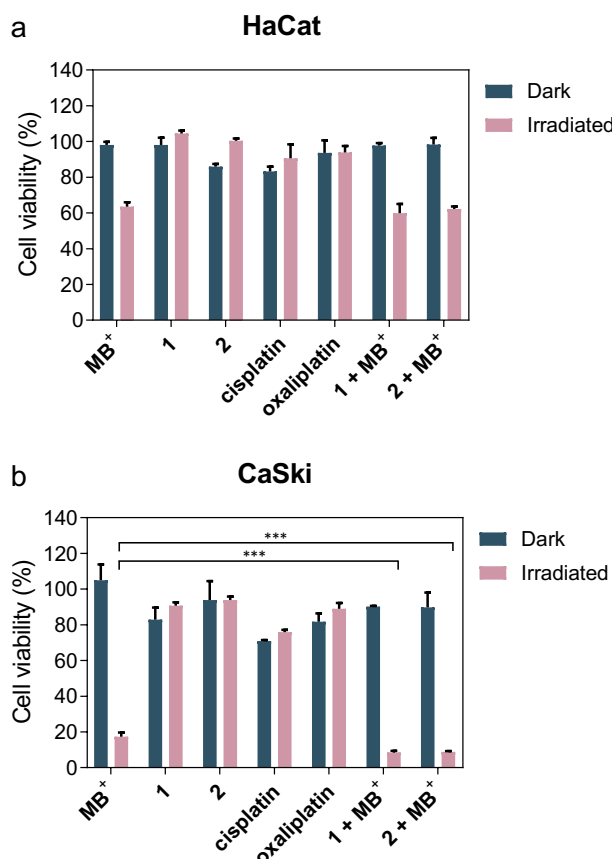 a
HaCat
Cell viability (%)
140
120
100
80
60
40
20
0
MB⁺
1
2
cisplatin
oxaliplatin
1 + MB⁺
2 + MB⁺
Dark
Irradiated
b
CaSki
Cell viability (%)
140
120
100
80
60
40
20
0
***
***
MB⁺
1
2
cisplatin
oxaliplatin
1 + MB⁺
2 + MB⁺
Dark
Irradiated